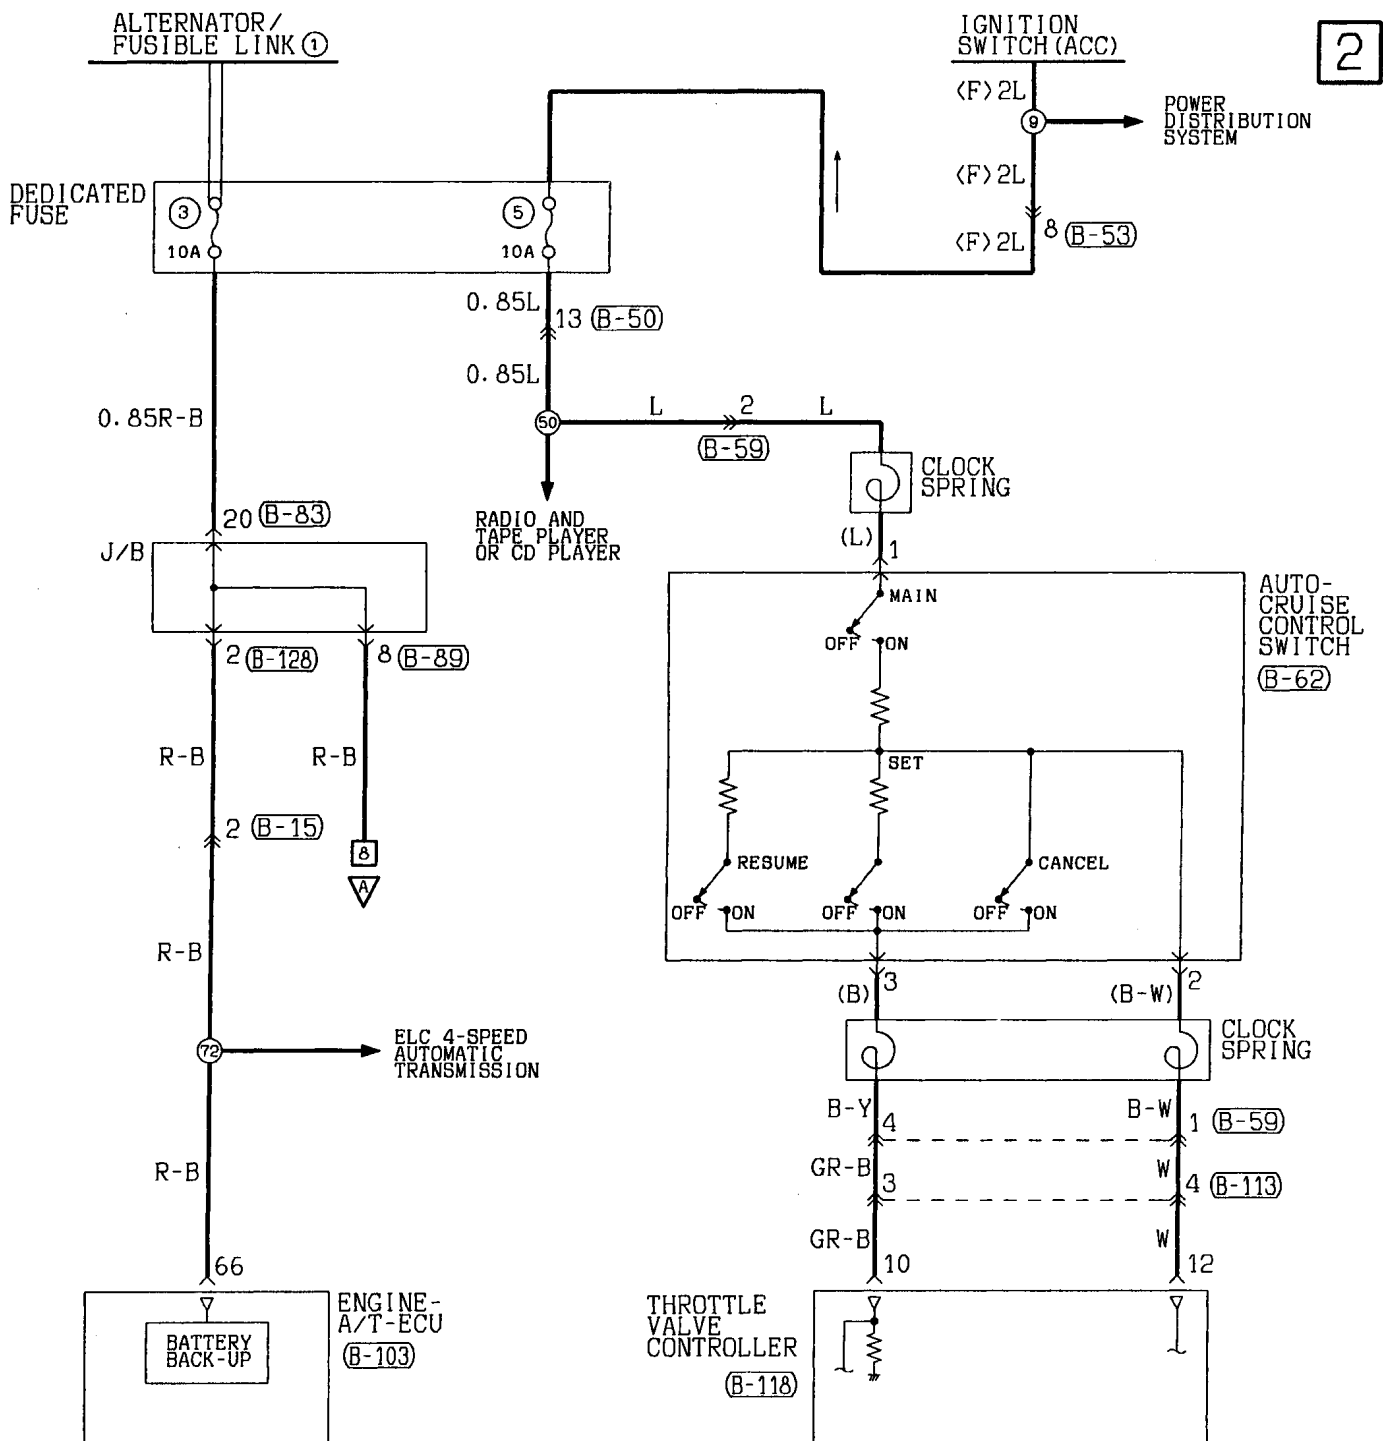 ALTERNATOR/
FUSIBLE LINK ①
IGNITION
SWITCH(ACC)
2
(F)2L
9
POWER
DISTRIBUTION
SYSTEM
(F)2L
8 (B-53)
(F)2L
DEDICATED
FUSE
③
10A
⑤
10A
0.85L
13 (B-50)
0.85L
0.85R-B
50
L
2
L
(B-59)
CLOCK
SPRING
RADIO AND
TAPE PLAYER
OR CD PLAYER
(L)
1
20 (B-83)
J/B
2 (B-128)
8 (B-89)
MAIN
OFF
ON
AUTO-
CRUISE
CONTROL
SWITCH
(B-62)
SET
R-B
R-B
2 (B-15)
8
A
RESUME
CANCEL
OFF
ON
OFF
ON
OFF
ON
R-B
(B)
3
(B-W)
2
72
ELC 4-SPEED
AUTOMATIC
TRANSMISSION
CLOCK
SPRING
B-Y
4
B-W
1 (B-59)
GR-B
3
W
4 (B-113)
R-B
GR-B
10
W
12
66
ENGINE-
A/T-ECU
(B-103)
BATTERY
BACK-UP
THROTTLE
VALVE
CONTROLLER
(B-118)